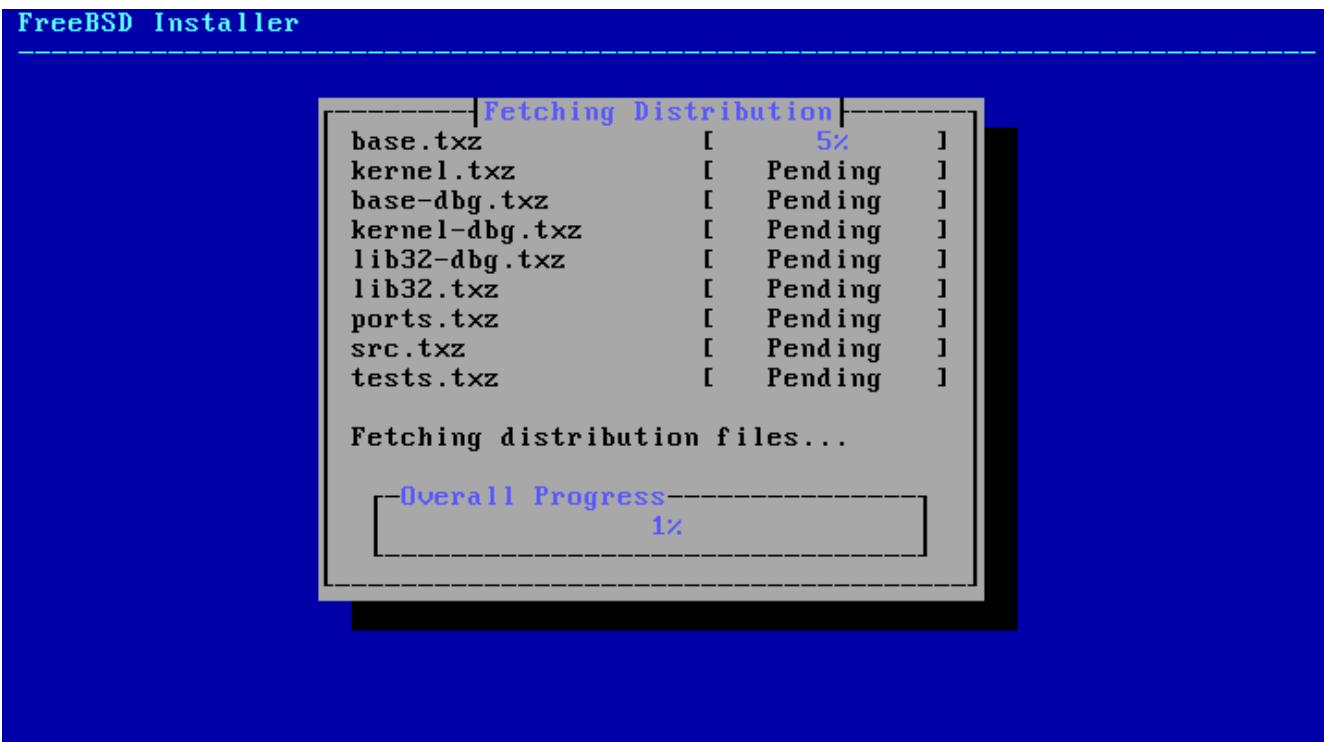 FreeBSD Installer
Fetching Distribution
base.txz [ 5% ]
kernel.txz [ Pending ]
base-dbg.txz [ Pending ]
kernel-dbg.txz [ Pending ]
lib32-dbg.txz [ Pending ]
lib32.txz [ Pending ]
ports.txz [ Pending ]
src.txz [ Pending ]
tests.txz [ Pending ]
Fetching distribution files...
Overall Progress
1%